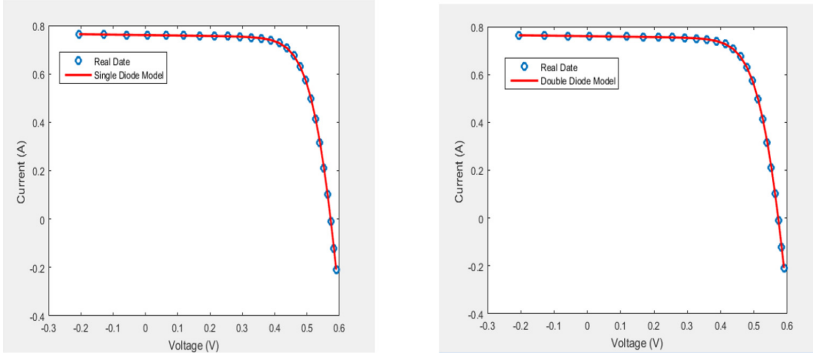 0.8
0.6
0.4
0.2
0
-0.2
-0.4
Current (A)
Real Date
Single Diode Model
-0.3 -0.2 -0.1 0 0.1 0.2 0.3 0.4 0.5 0.6
Voltage (V)
0.8
0.6
0.4
0.2
0
-0.2
-0.4
Current (A)
Real Date
Double Diode Model
-0.3 -0.2 -0.1 0 0.1 0.2 0.3 0.4 0.5 0.6
Voltage (V)